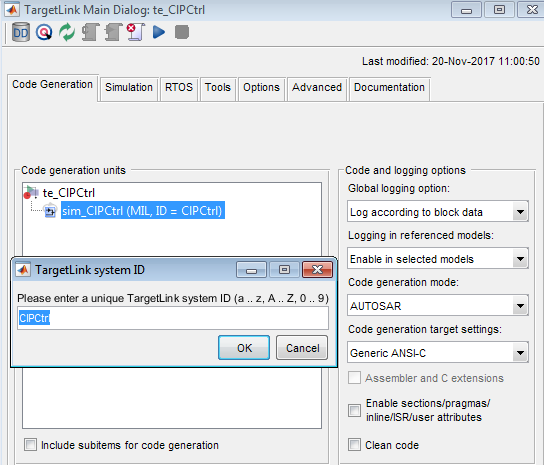 TargetLink Main Dialog: te_CIPCtrl
DD
Last modified: 20-Nov-2017 11:00:50
Code Generation
Simulation
RTOS
Tools
Options
Advanced
Documentation
Code generation units
te_CIPCtrl
sim_CIPCtrl (MIL, ID = CIPCtrl)
TargetLink system ID
Please enter a unique TargetLink system ID (a .. z, A .. Z, 0 .. 9)
CIPCtrl
OK
Cancel
Include subitems for code generation
Code and logging options
Global logging option:
Log according to block data
Logging in referenced models:
Enable in selected models
Code generation mode:
AUTOSAR
Code generation target settings:
Generic ANSI-C
Assembler and C extensions
Enable sections/pragmas/
inline/ISR/user attributes
Clean code